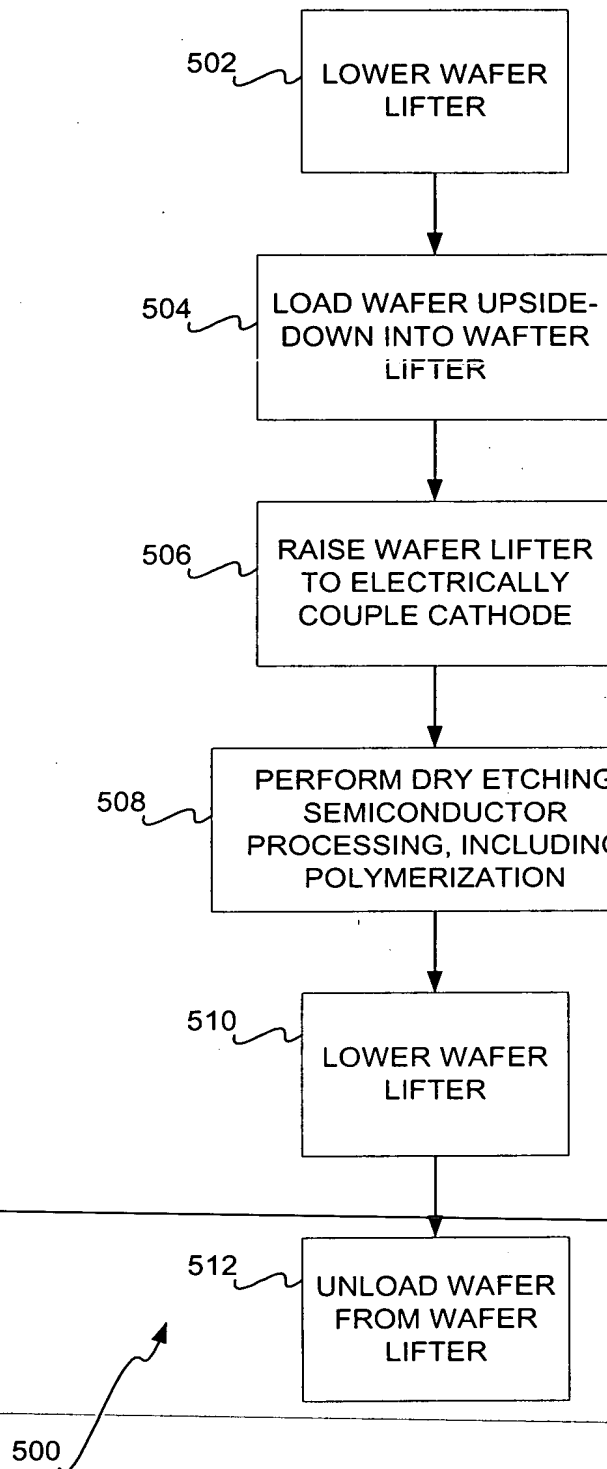 502
LOWER WAFER
LIFTER
504
LOAD WAFER UPSIDE-
DOWN INTO WAFTER
LIFTER
506
RAISE WAFER LIFTER
TO ELECTRICALLY
COUPLE CATHODE
508
PERFORM DRY ETCHING
SEMICONDUCTOR
PROCESSING, INCLUDING
POLYMERIZATION
510
LOWER WAFER
LIFTER
512
UNLOAD WAFER
FROM WAFER
LIFTER
500